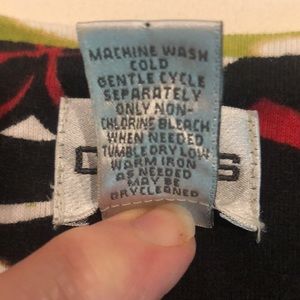 MACHINE WASH
COLD
GENTLE CYCLE
SEPARATELY
ONLY NON-
CHLORINE BLEACH
WHEN NEEDED
TUMBLE DRY LOW
WARM IRON
AS NEEDED
MAY BE
DRYCLEANED